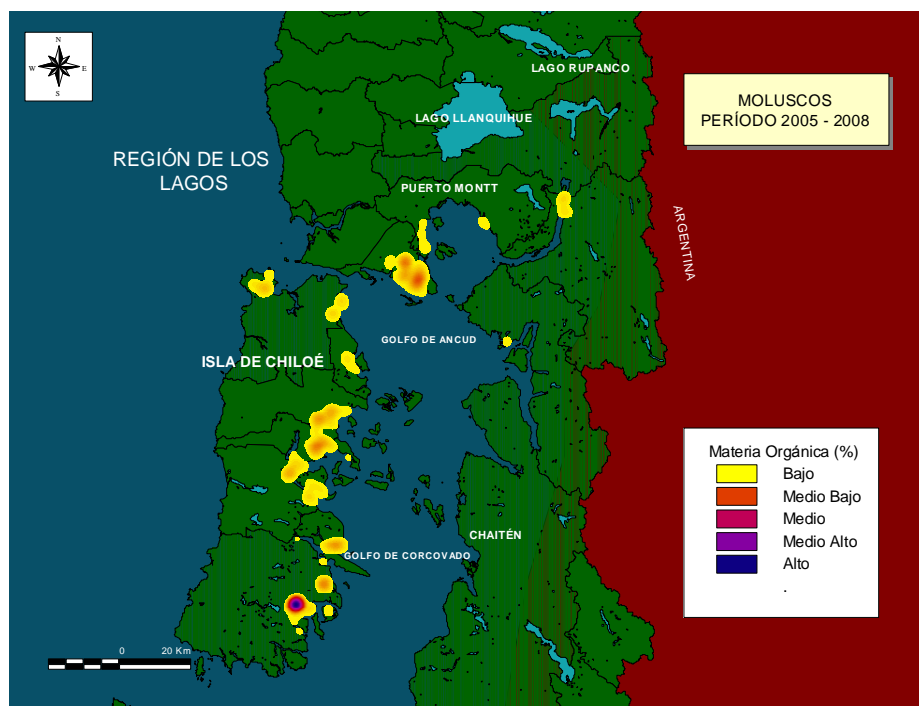 N
W E
S
LAGO RUPANCO
MOLUSCOS
PERÍODO 2005 - 2008
LAGO LLANQUIHUE
REGIÓN DE LOS
LAGOS
PUERTO MONTT
ARGENTINA
GOLFO DE ANCUD
ISLA DE CHILOÉ
Materia Orgánica (%)
Bajo
Medio Bajo
Medio
Medio Alto
Alto
.
CHAITÉN
GOLFO DE CORCOVADO
0 20 Km